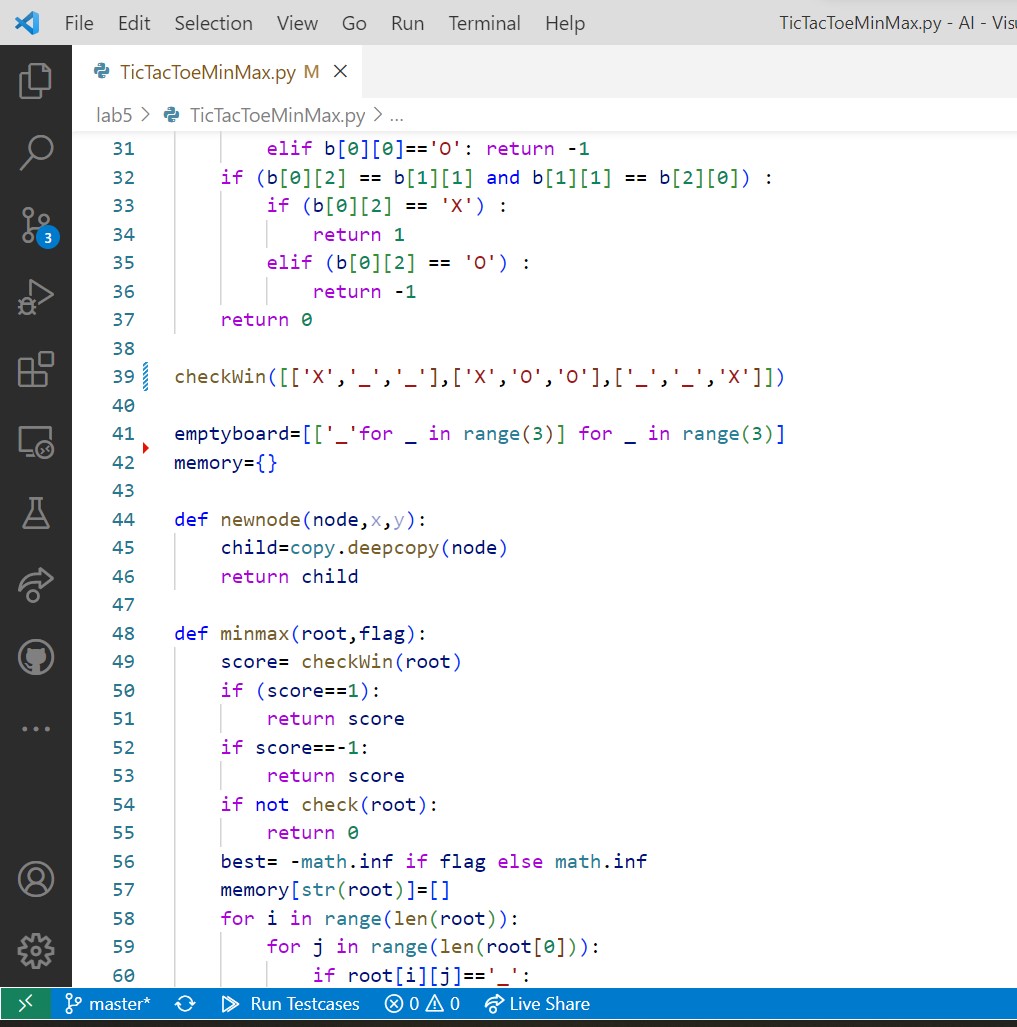 File Edit Selection View Go Run Terminal Help TicTacToeMinMax.py - AI - Visu
TicTacToeMinMax.py M
lab5 > TicTacToeMinMax.py > ...
31 elif b[0][0]=='O': return -1
32 if (b[0][2] == b[1][1] and b[1][1] == b[2][0]) :
33 if (b[0][2] == 'X') :
34 return 1
35 elif (b[0][2] == 'O') :
36 return -1
37 return 0
38
39 checkWin([['X','_','_'],['X','O','O'],['_','_','X']])
40
41 emptyboard=[['_'for _ in range(3)] for _ in range(3)]
42 memory={}
43
44 def newnode(node,x,y):
45 child=copy.deepcopy(node)
46 return child
47
48 def minmax(root,flag):
49 score= checkWin(root)
50 if (score==1):
51 return score
52 if score==-1:
53 return score
54 if not check(root):
55 return 0
56 best= -math.inf if flag else math.inf
57 memory[str(root)]=[]
58 for i in range(len(root)):
59 for j in range(len(root[0])):
60 if root[i][j]=='_':
3
master* Run Testcases 0 0 Live Share